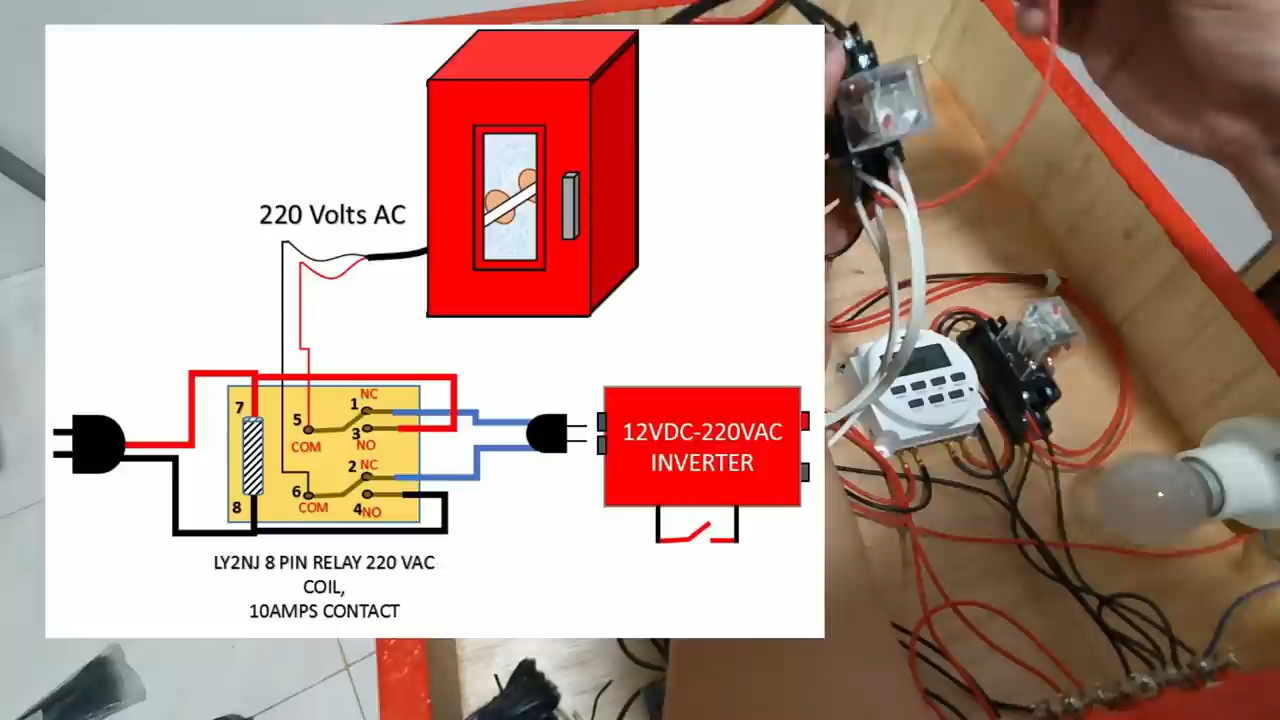 220 Volts AC
7
8
5
COM
6
COM
1
NC
3
NO
2
NC
4
NO
12VDC-220VAC
INVERTER
LY2NJ 8 PIN RELAY 220 VAC
COIL,
10AMPS CONTACT